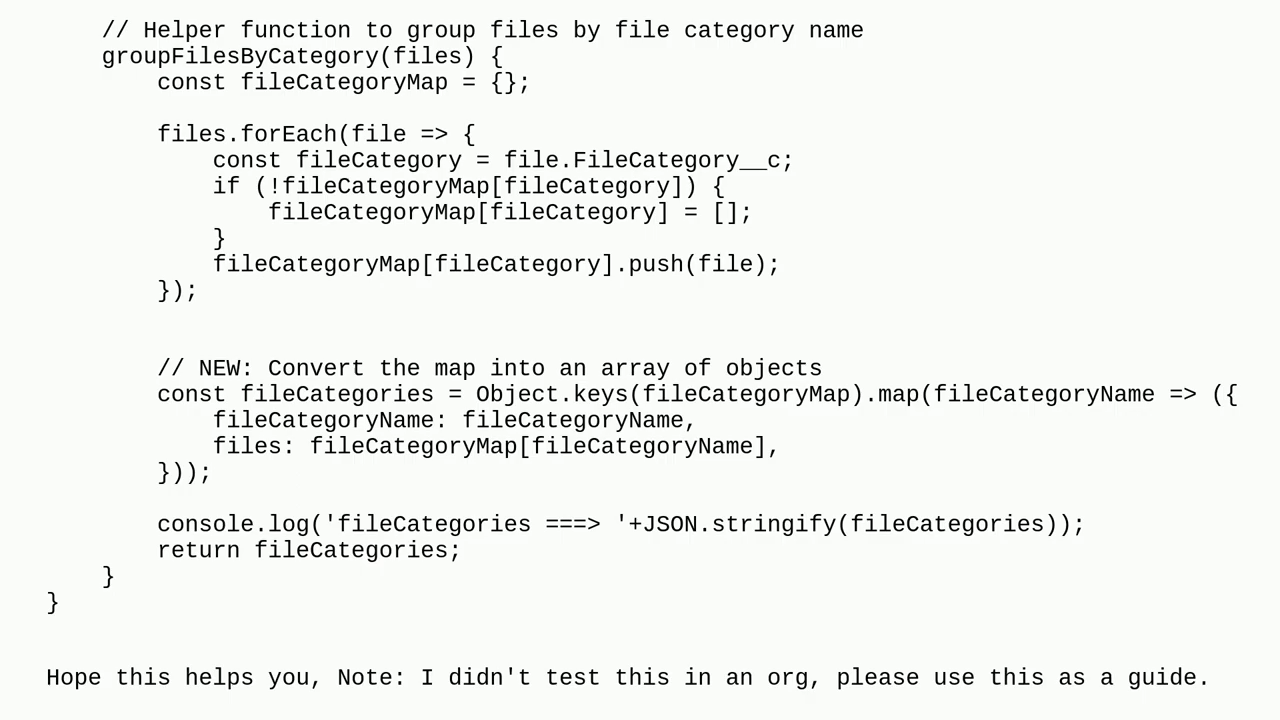 // Helper function to group files by file category name
groupFilesByCategory(files) {
const fileCategoryMap = {};
files.forEach(file => {
const fileCategory = file.FileCategory__c;
if (!fileCategoryMap[fileCategory]) {
fileCategoryMap[fileCategory] = [];
}
fileCategoryMap[fileCategory].push(file);
});
// NEW: Convert the map into an array of objects
const fileCategories = Object.keys(fileCategoryMap).map(fileCategoryName => ({
fileCategoryName: fileCategoryName,
files: fileCategoryMap[fileCategoryName],
}));
console.log('fileCategories ===> '+JSON.stringify(fileCategories));
return fileCategories;
}
}
Hope this helps you, Note: I didn't test this in an org, please use this as a guide.